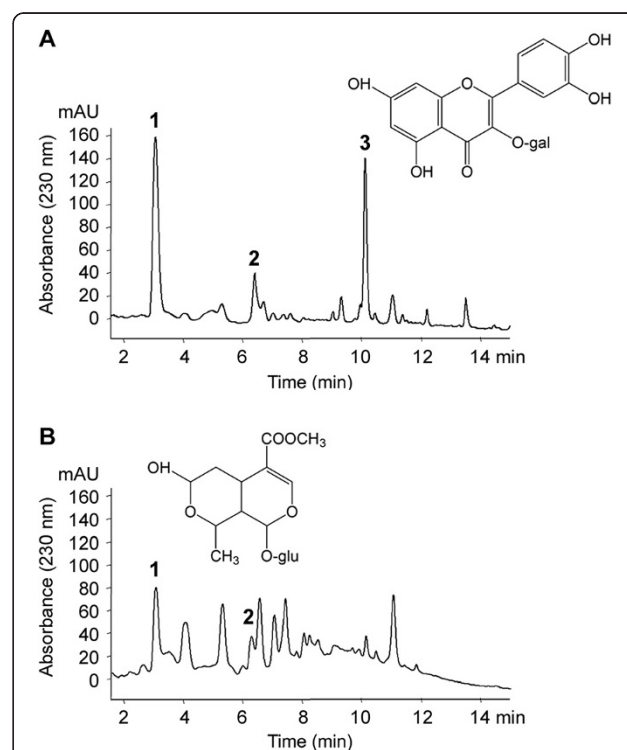 A
OH
HO
O
OH
mAU
1
3
O-gal
OH
O
160
140
120
100
80
60
40
20
0
2
Absorbance (230 nm)
2 4 6 8 10 12 14 min
Time (min)
B
COOCH3
mAU
HO
O
O
CH3
O-glu
160
140
120
100
80
60
40
20
0
1
2
Absorbance (230 nm)
2 4 6 8 10 12 14 min
Time (min)